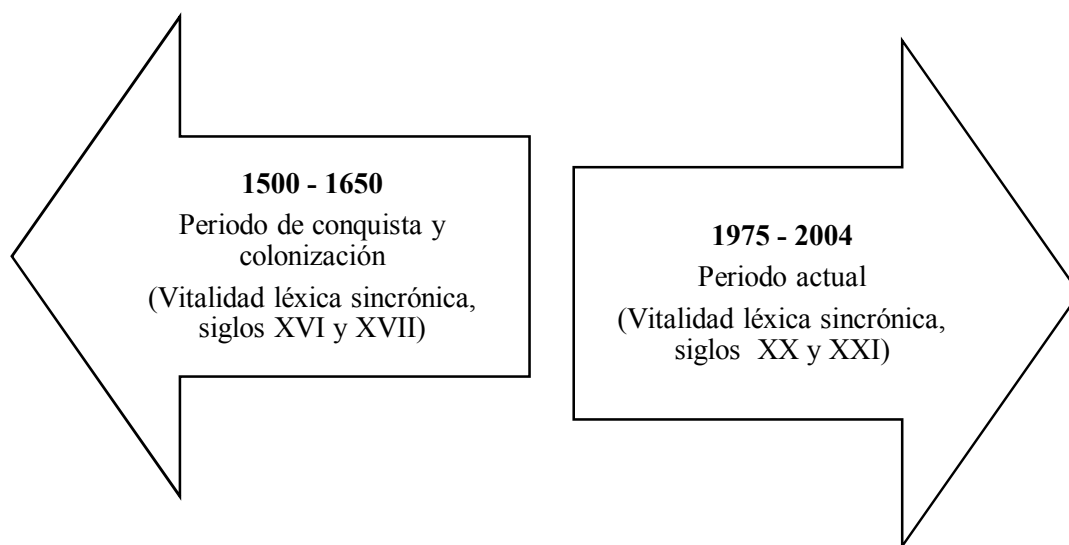 1500 - 1650
Periodo de conquista y
colonización
(Vitalidad léxica sincrónica,
siglos XVI y XVII)
1975 - 2004
Periodo actual
(Vitalidad léxica sincrónica,
siglos XX y XXI)